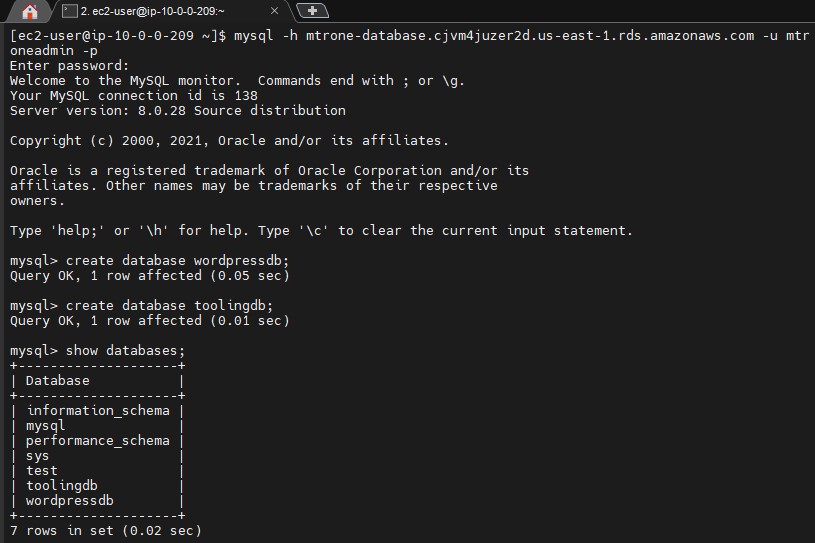 2. ec2-user@ip-10-0-0-209:~
[ec2-user@ip-10-0-0-209 ~]$ mysql -h mtrone-database.cjvm4juzer2d.us-east-1.rds.amazonaws.com -u mtr
oneadmin -p
Enter password:
Welcome to the MySQL monitor.  Commands end with ; or \g.
Your MySQL connection id is 138
Server version: 8.0.28 Source distribution

Copyright (c) 2000, 2021, Oracle and/or its affiliates.

Oracle is a registered trademark of Oracle Corporation and/or its
affiliates. Other names may be trademarks of their respective
owners.

Type 'help;' or '\h' for help. Type '\c' to clear the current input statement.

mysql> create database wordpressdb;
Query OK, 1 row affected (0.05 sec)

mysql> create database toolingdb;
Query OK, 1 row affected (0.01 sec)

mysql> show databases;
+--------------------+
| Database           |
+--------------------+
| information_schema |
| mysql              |
| performance_schema |
| sys                |
| test               |
| toolingdb          |
| wordpressdb        |
+--------------------+
7 rows in set (0.02 sec)